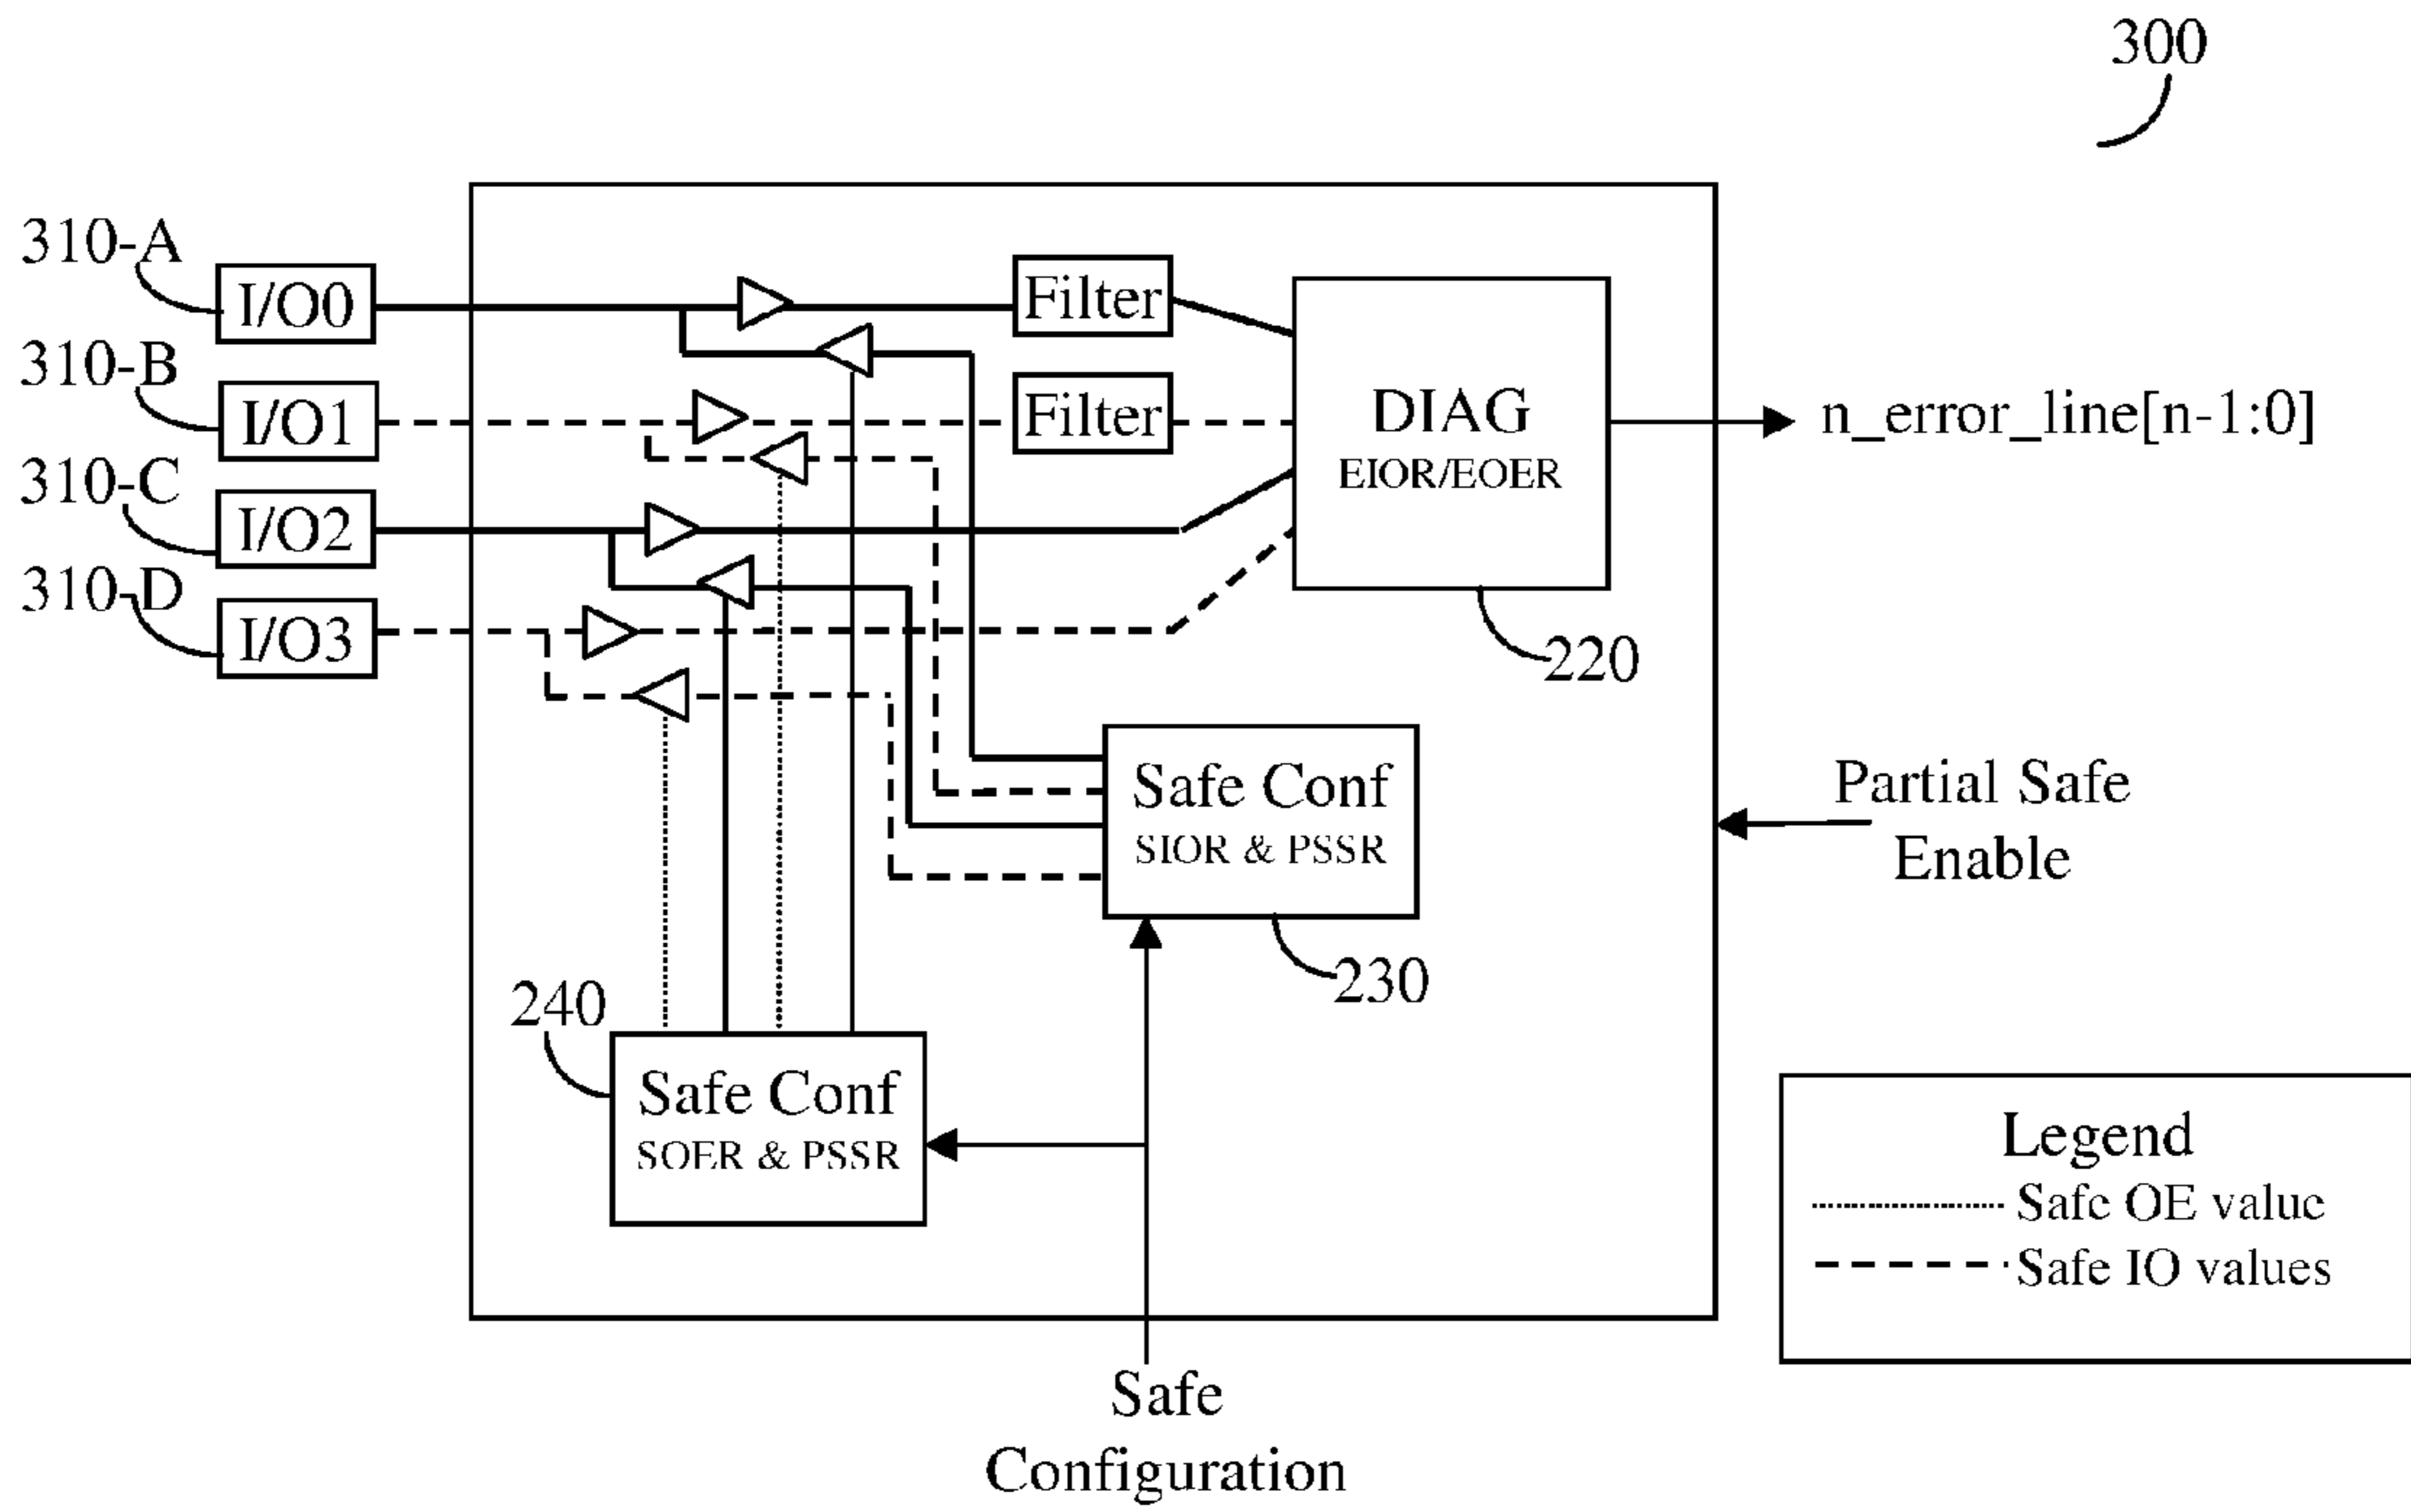 300
310-A
I/O0
Filter
310-B
I/O1
Filter
DIAG
EIOR/EOER
n_error_line[n-1:0]
310-C
I/O2
310-D
I/O3
220
Safe Conf
SIOR & PSSR
Partial Safe
Enable
230
240
Safe Conf
SOER & PSSR
Legend
Safe OE value
Safe IO values
Safe
Configuration